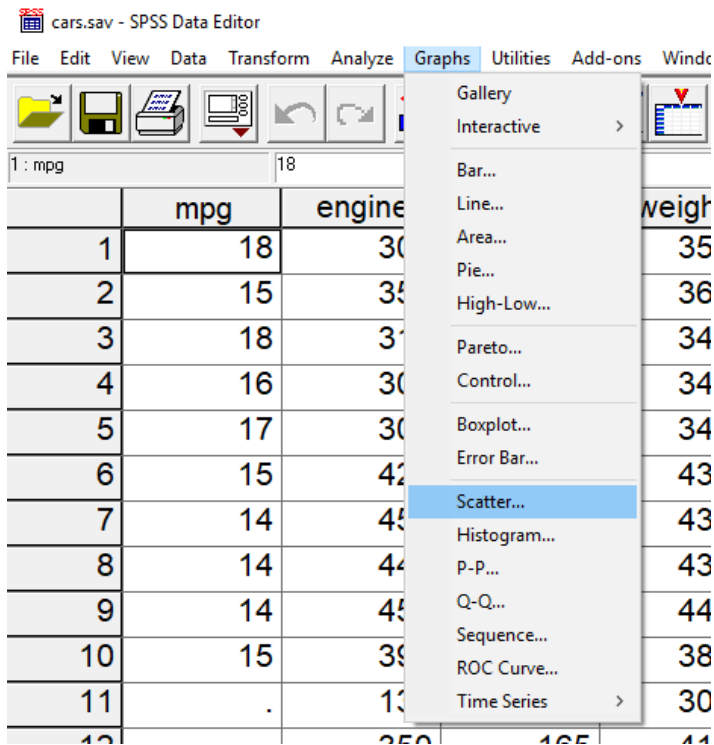 SPSS
cars.sav - SPSS Data Editor
File Edit View Data Transform Analyze Graphs Utilities Add-ons
1 : mpg 18
mpg
1 18
2 15
3 18
4 16
5 17
6 15
7 14
8 14
9 14
10 15
11 .
Gallery
Interactive >
Bar...
Line...
Area...
Pie...
High-Low...
Pareto...
Control...
Boxplot...
Error Bar...
Scatter...
Histogram...
P-P...
Q-Q...
Sequence...
ROC Curve...
Time Series >